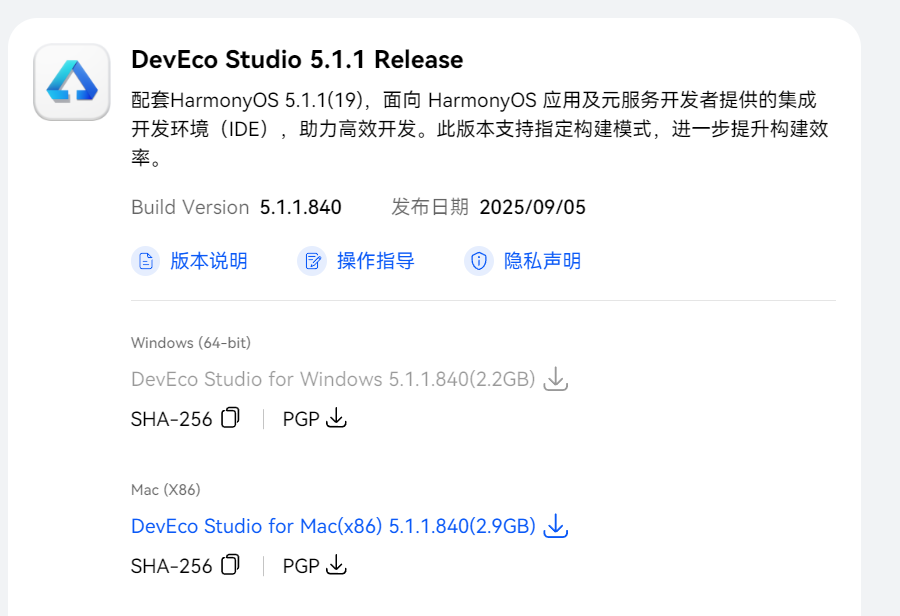 DevEco Studio 5.1.1 Release
配套HarmonyOS 5.1.1(19)，面向 HarmonyOS 应用及元服务开发者提供的集成
开发环境（IDE），助力高效开发。此版本支持指定构建模式，进一步提升构建效
率。
Build Version 5.1.1.840 发布日期 2025/09/05
版本说明 操作指导 隐私声明
Windows (64-bit)
DevEco Studio for Windows 5.1.1.840(2.2GB)
SHA-256 PGP
Mac (X86)
DevEco Studio for Mac(x86) 5.1.1.840(2.9GB)
SHA-256 PGP